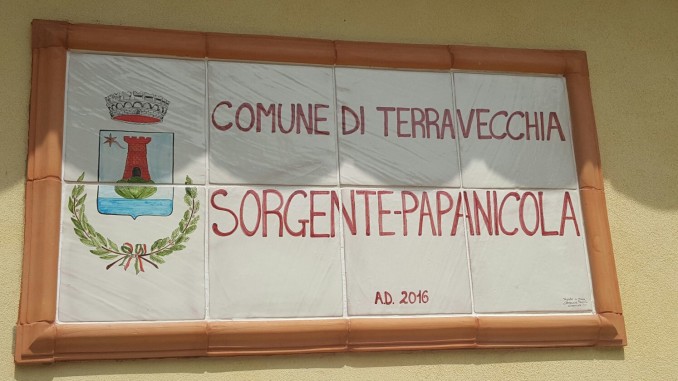 COMUNE DI TERRAVECCHIA
SORGENTE-PAPANICOLA
A.D. 2016